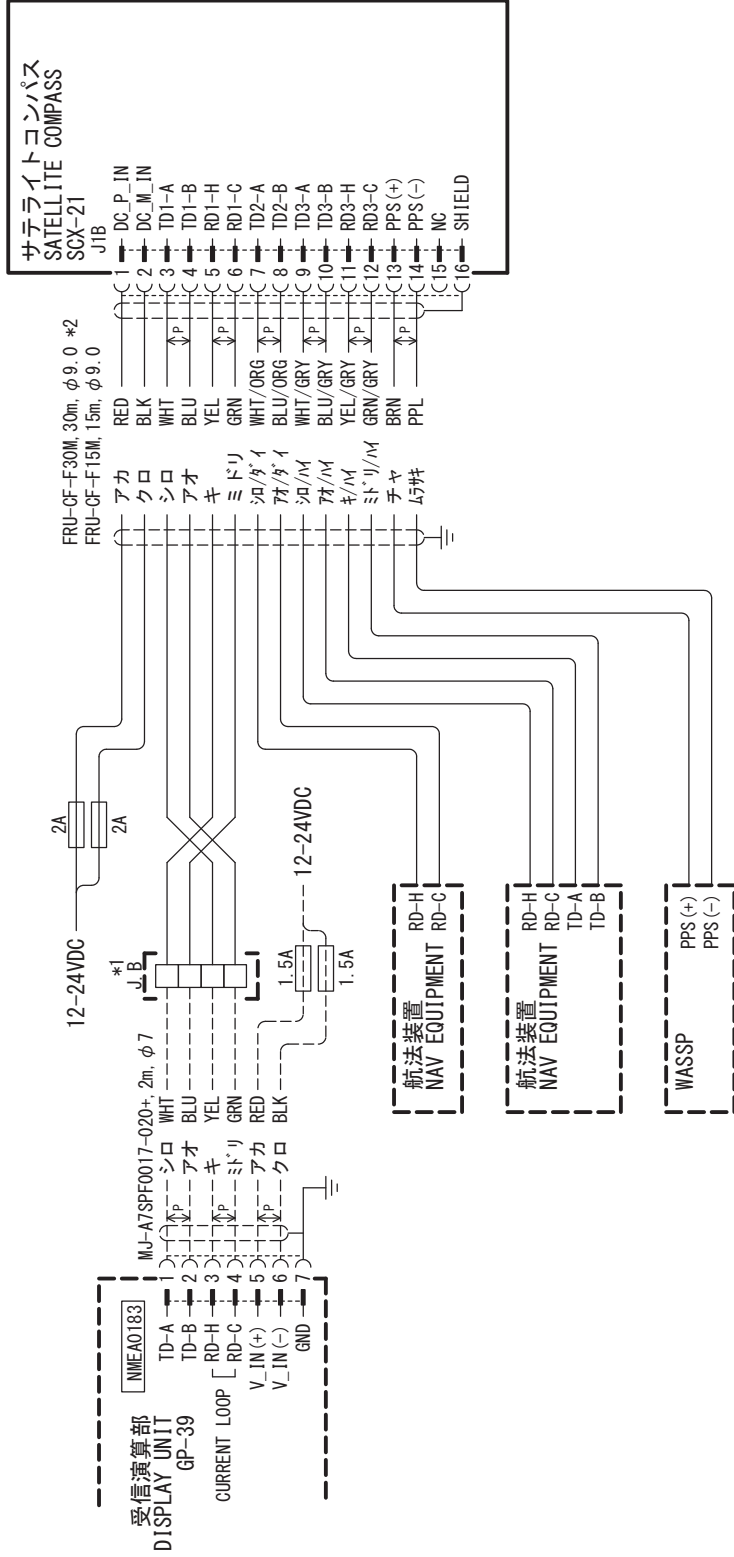 サテライトコンパス
SATELLITE COMPASS
SCX-21
J1B
1 DC_P_IN
2 DC_M_IN
3 TD1-A
4 TD1-B
5 RD1-H
6 RD1-C
7 TD2-A
8 TD2-B
9 TD3-A
10 TD3-B
11 RD3-H
12 RD3-C
13 PPS(+)
14 PPS(-)
15 NC
16 SHIELD
P
P
P
P
P
P
FRU-CF-F30M,30m,φ9.0 *2
FRU-CF-F15M,15m,φ9.0
アカ RED
クロ BLK
シロ WHT
アオ BLU
キ YEL
ミドリ GRN
シロ/ダイ WHT/ORG
アオ/ダイ BLU/ORG
シロ/ハイ WHT/GRY
アオ/ハイ BLU/GRY
キ/ハイ YEL/GRY
ミドリ/ハイ GRN/GRY
チャ BRN
ムラサキ PPL
12-24VDC
2A
2A
*1
J.B
12-24VDC
1.5A
1.5A
MJ-A7SPF0017-020+,2m,φ7
シロ WHT
アオ BLU
キ YEL
ミドリ GRN
アカ RED
クロ BLK
P
P
P
受信演算部
DISPLAY UNIT
GP-39
NMEA0183
TD-A 1
TD-B 2
CURRENT LOOP
RD-H 3
RD-C 4
V_IN(+) 5
V_IN(-) 6
GND 7
航法装置
NAV EQUIPMENT
RD-H
RD-C
航法装置
NAV EQUIPMENT
RD-H
RD-C
TD-A
TD-B
WASSP
PPS(+)
PPS(-)